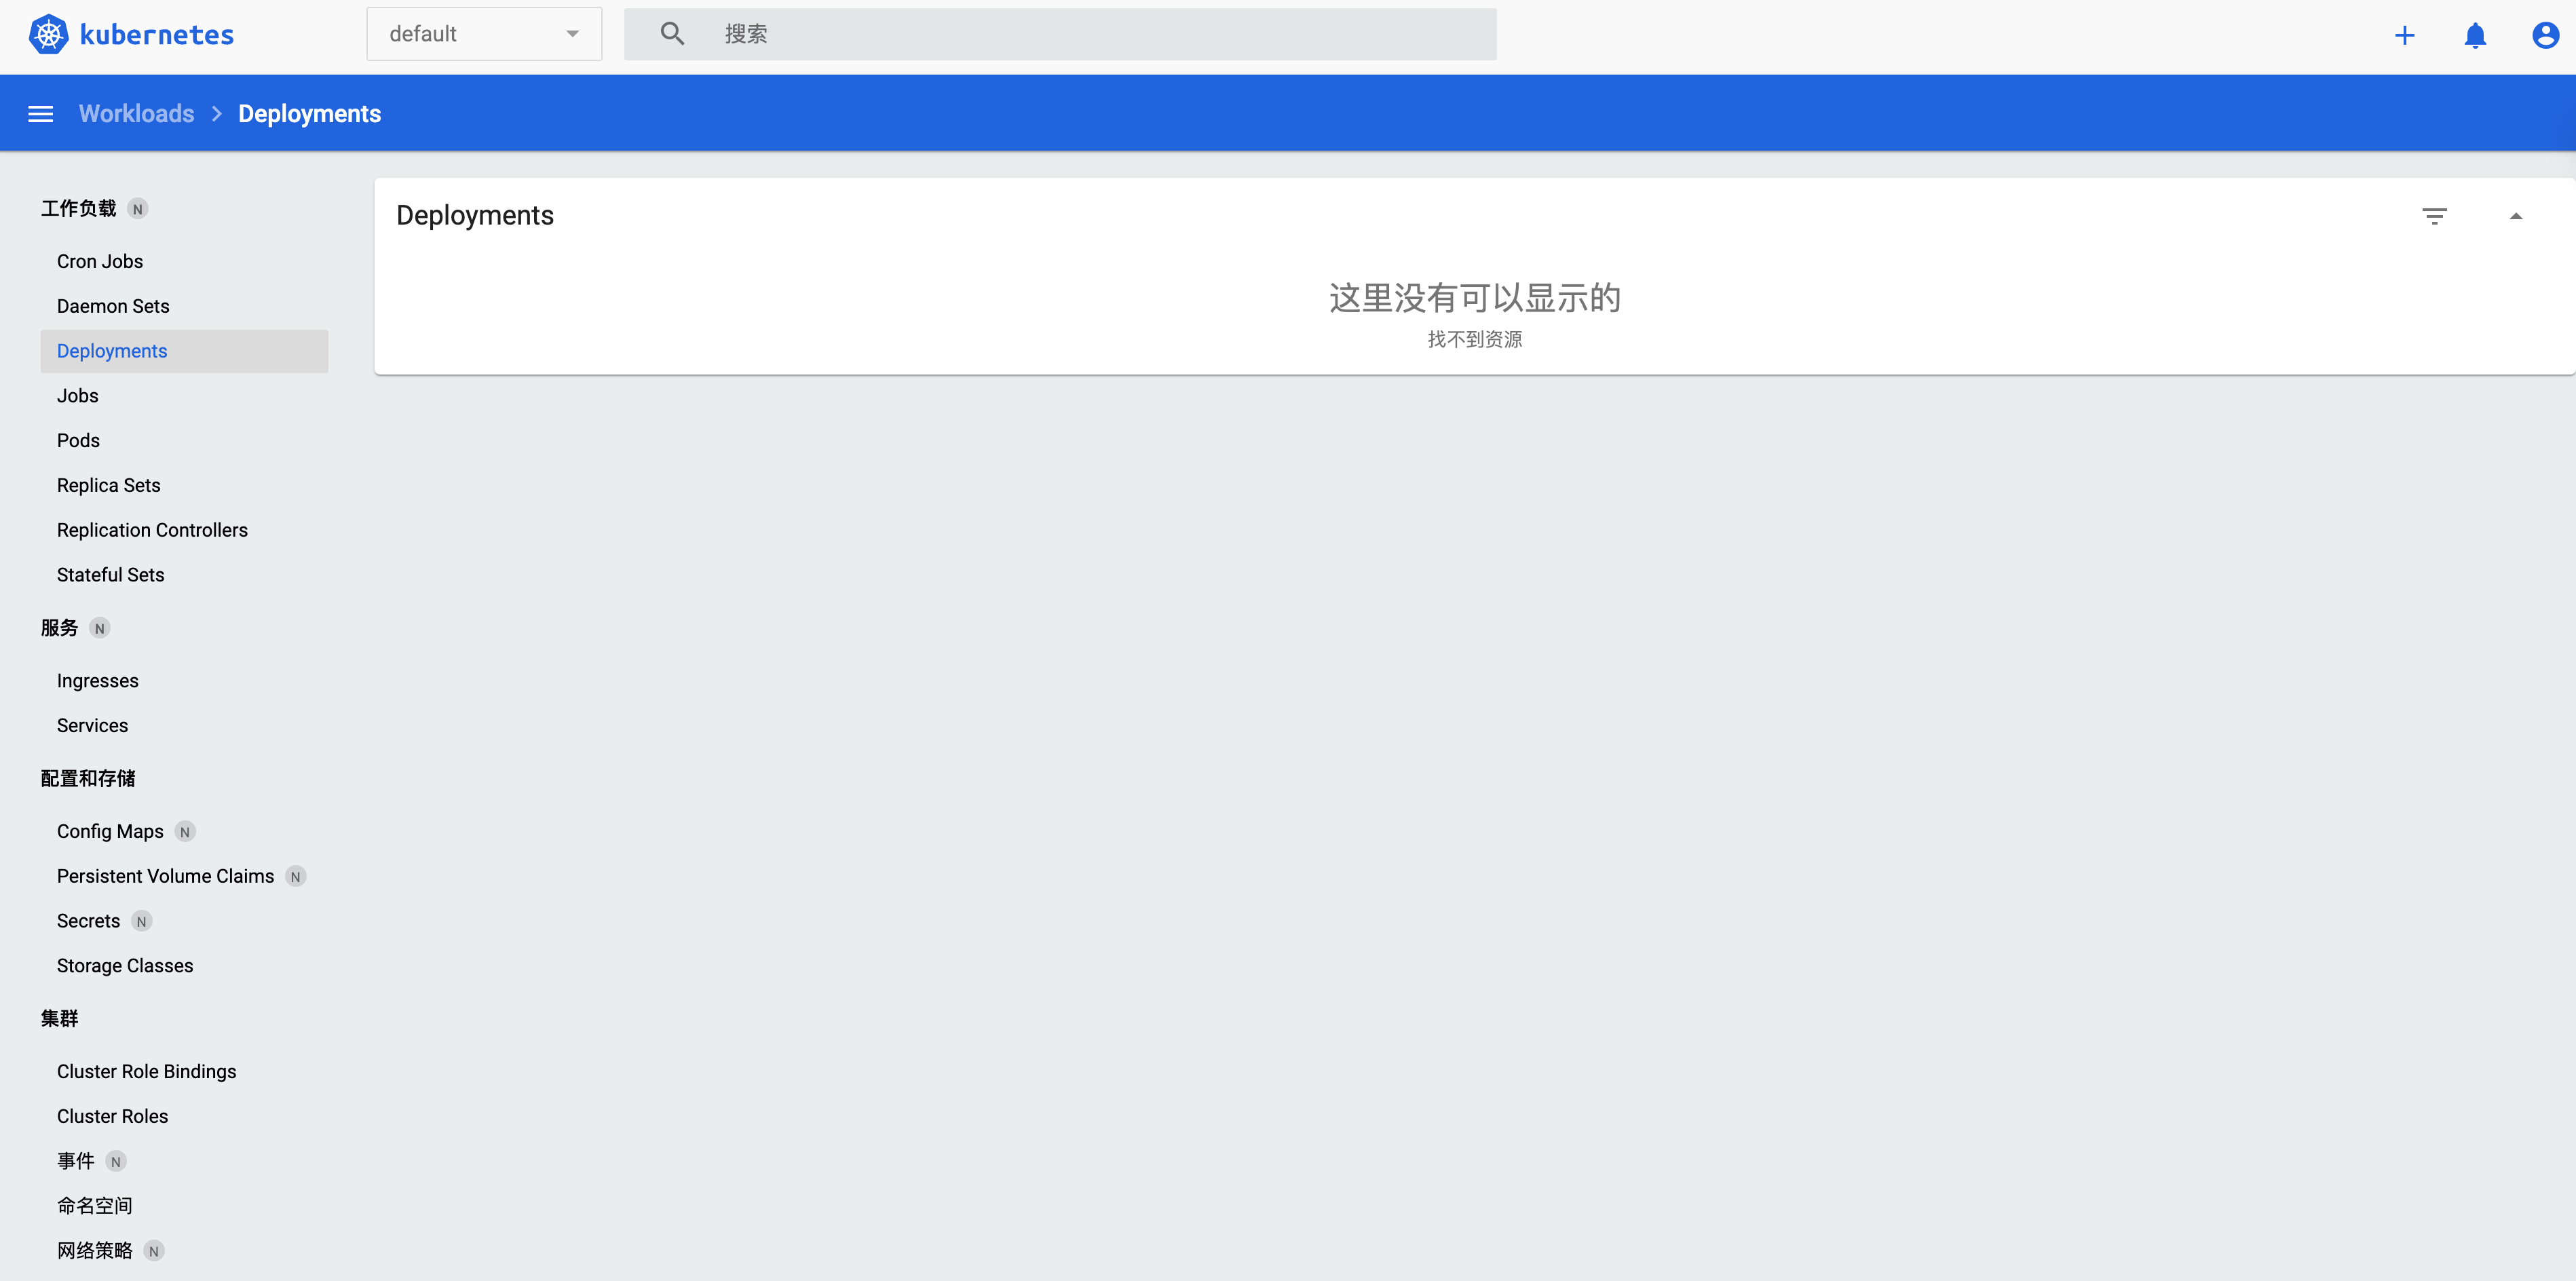 kubernetes
default
搜索
Workloads > Deployments
工作负载 N
Cron Jobs
Daemon Sets
Deployments
Jobs
Pods
Replica Sets
Replication Controllers
Stateful Sets
服务 N
Ingresses
Services
配置和存储
Config Maps N
Persistent Volume Claims N
Secrets N
Storage Classes
集群
Cluster Role Bindings
Cluster Roles
事件 N
命名空间
网络策略 N
Deployments
这里没有可以显示的
找不到资源